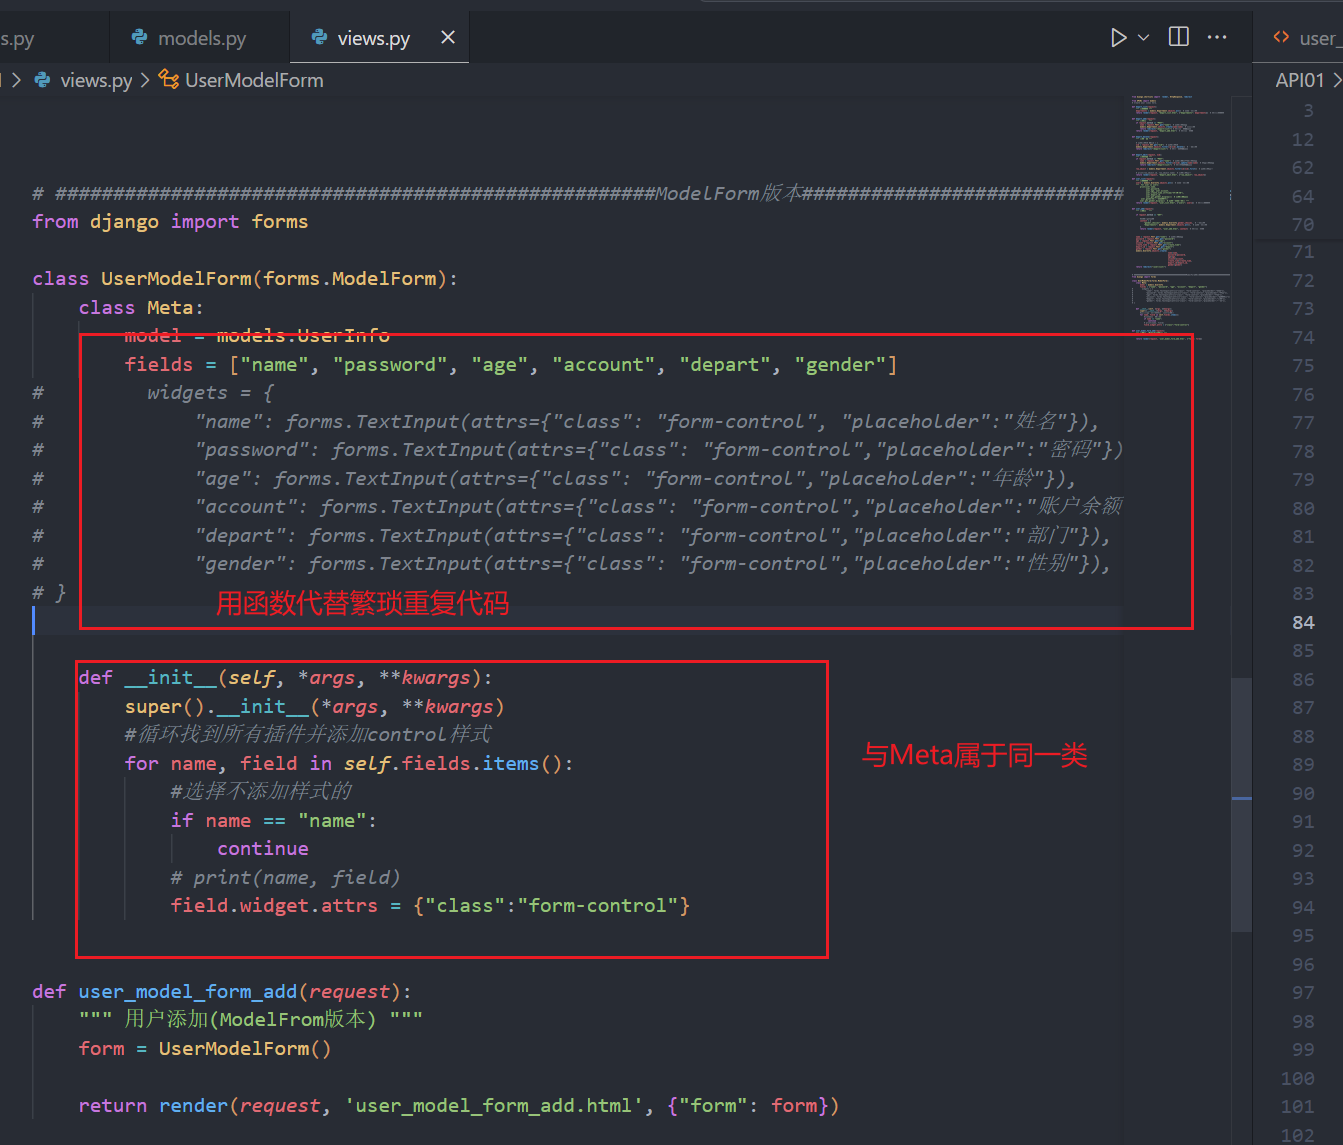 s.py
models.py
views.py
user_
views.py
UserModelForm
API01
# ####################################################ModelForm版本############################
from django import forms
class UserModelForm(forms.ModelForm):
class Meta:
model = models.UserInfo
fields = ["name", "password", "age", "account", "depart", "gender"]
# widgets = {
# "name": forms.TextInput(attrs={"class": "form-control", "placeholder":"姓名"}),
# "password": forms.TextInput(attrs={"class": "form-control","placeholder":"密码"})
# "age": forms.TextInput(attrs={"class": "form-control","placeholder":"年龄"}),
# "account": forms.TextInput(attrs={"class": "form-control","placeholder":"账户余额
# "depart": forms.TextInput(attrs={"class": "form-control","placeholder":"部门"}),
# "gender": forms.TextInput(attrs={"class": "form-control","placeholder":"性别"}),
# }
用函数代替繁琐重复代码
def __init__(self, *args, **kwargs):
super().__init__(*args, **kwargs)
#循环找到所有插件并添加control样式
与Meta属于同一类
for name, field in self.fields.items():
#选择不添加样式的
if name == "name":
continue
# print(name, field)
field.widget.attrs = {"class":"form-control"}
def user_model_form_add(request):
""" 用户添加(ModelFrom版本) """
form = UserModelForm()
return render(request, 'user_model_form_add.html', {"form": form})
3
12
62
64
70
71
72
73
74
75
76
77
78
79
80
81
82
83
84
85
86
87
88
89
90
91
92
93
94
95
96
97
98
99
100
101
102